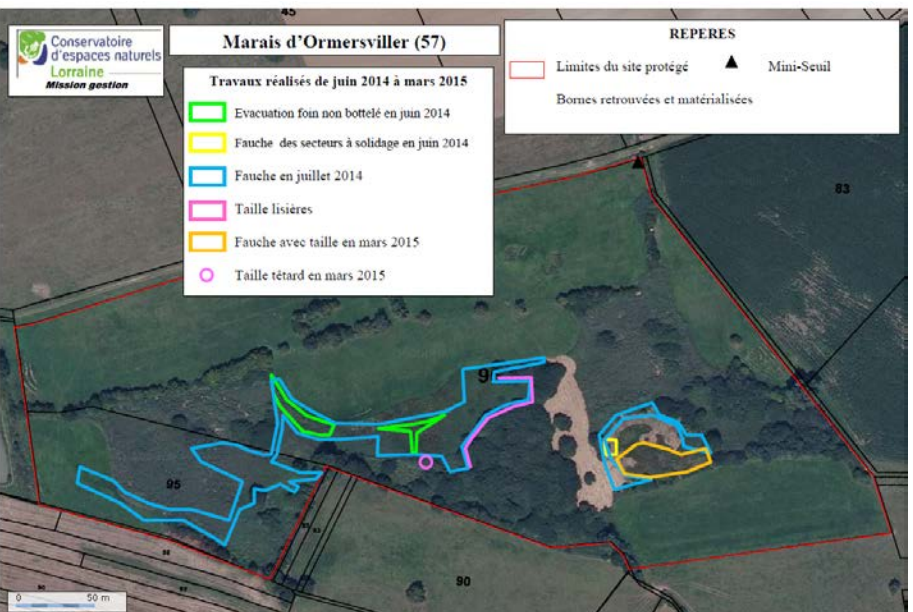 45
Conservatoire
d'espaces naturels
Lorraine
Mission gestion
Marais d'Ormersviller (57)
Travaux réalisés de juin 2014 à mars 2015
Evacuation foin non bottelé en juin 2014
Fauche des secteurs à solidage en juin 2014
Fauche en juillet 2014
Taille lisières
Fauche avec taille en mars 2015
Taille têtard en mars 2015
REPERES
Limites du site protégé
Mini-Seuil
Bornes retrouvées et matérialisées
83
9
95
90
0 50 m